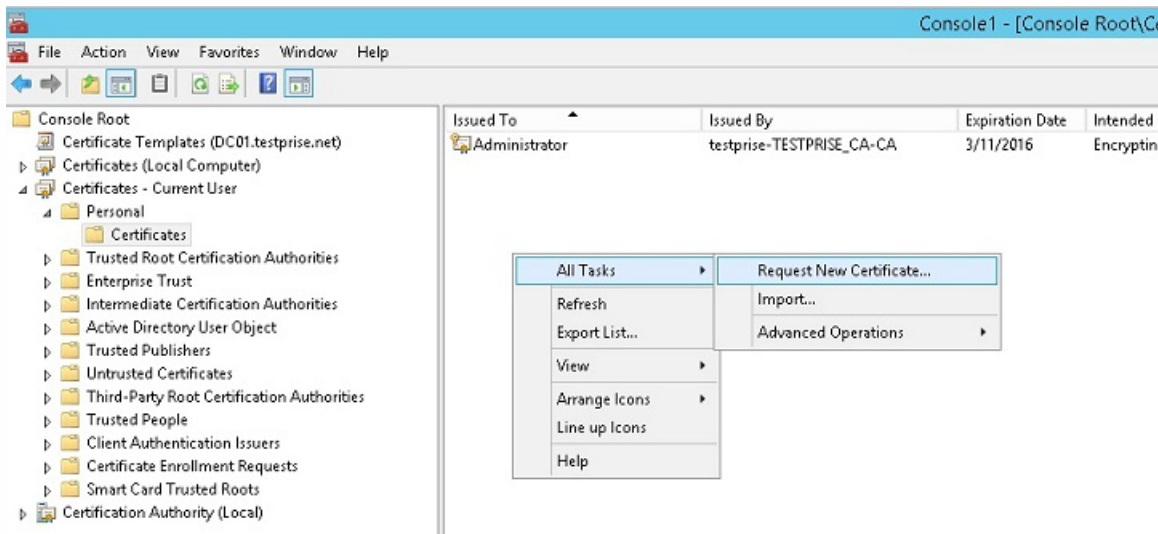 Console1 - [Console Root\Ce
File Action View Favorites Window Help
Console Root
Certificate Templates (DC01.testprise.net)
Certificates (Local Computer)
Certificates - Current User
Personal
Certificates
Trusted Root Certification Authorities
Enterprise Trust
Intermediate Certification Authorities
Active Directory User Object
Trusted Publishers
Untrusted Certificates
Third-Party Root Certification Authorities
Trusted People
Client Authentication Issuers
Certificate Enrollment Requests
Smart Card Trusted Roots
Certification Authority (Local)
Issued To Issued By Expiration Date Intended
Administrator testprise-TESTPRISE_CA-CA 3/11/2016 Encryptin
All Tasks
Refresh
Export List...
View
Arrange Icons
Line up Icons
Help
Request New Certificate...
Import...
Advanced Operations